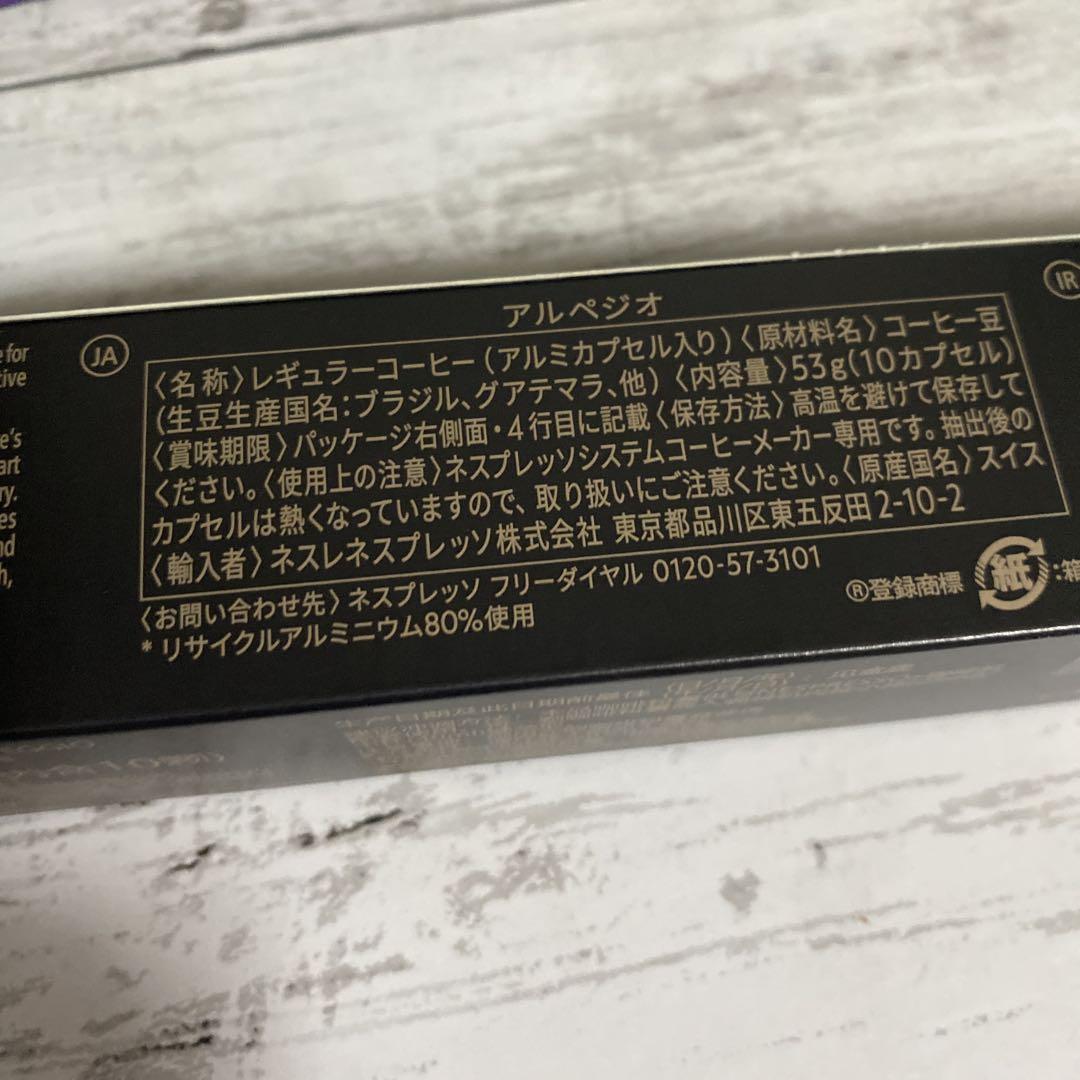 アルペジオ
JA
IR
〈名称〉レギュラーコーヒー(アルミカプセル入り)〈原材料名〉コーヒー豆
(生豆生産国名:ブラジル、グアテマラ、他)〈内容量〉53g(10カプセル)
〈賞味期限〉パッケージ右側面・4行目に記載〈保存方法〉高温を避けて保存して
ください。〈使用上の注意〉ネスプレッソシステムコーヒーメーカー専用です。抽出後の
カプセルは熱くなっていますので、取り扱いにご注意ください。〈原産国名〉スイス
〈輸入者〉ネスレネスプレッソ株式会社 東京都品川区東五反田2-10-2
〈お問い合わせ先〉ネスプレッソ フリーダイヤル 0120-57-3101
*リサイクルアルミニウム80%使用
®登録商標
紙:箱
for
tive
e's
art
ry.
es
nd
h,